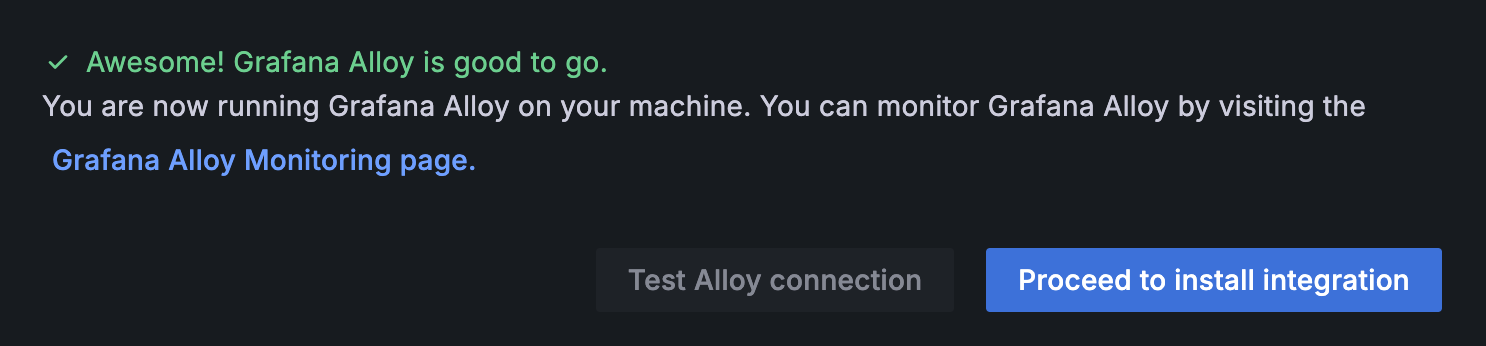 Awesome! Grafana Alloy is good to go.
You are now running Grafana Alloy on your machine. You can monitor Grafana Alloy by visiting the
Grafana Alloy Monitoring page.
Test Alloy connection
Proceed to install integration